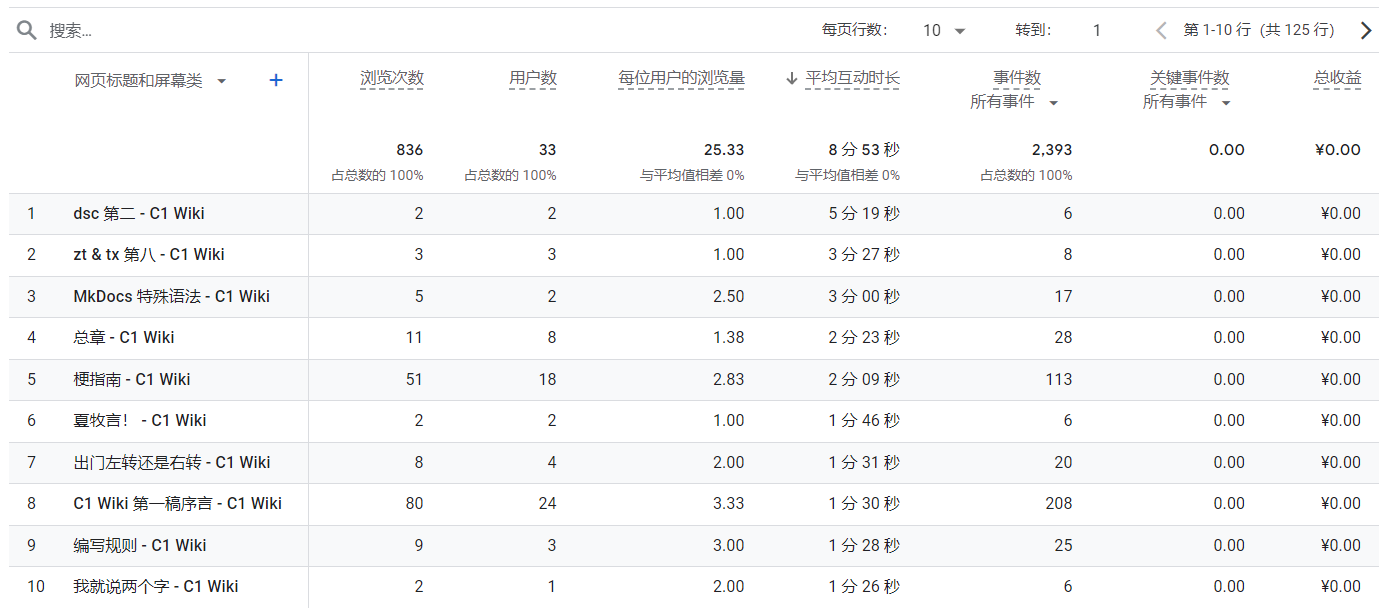 搜索… 每页行数： 10 转到： 1 第 1-10 行 (共 125 行)
网页标题和屏幕类 + 浏览次数 用户数 每位用户的浏览量 平均互动时长 事件数 关键事件数 总收益
所有事件 所有事件
836 33 25.33 8 分 53 秒 2,393 0.00 ¥0.00
占总数的 100% 占总数的 100% 与平均值相差 0% 与平均值相差 0% 占总数的 100%
1 dsc 第二 - C1 Wiki 2 2 1.00 5 分 19 秒 6 0.00 ¥0.00
2 zt & tx 第八 - C1 Wiki 3 3 1.00 3 分 27 秒 8 0.00 ¥0.00
3 MkDocs 特殊语法 - C1 Wiki 5 2 2.50 3 分 00 秒 17 0.00 ¥0.00
4 总章 - C1 Wiki 11 8 1.38 2 分 23 秒 28 0.00 ¥0.00
5 梗指南 - C1 Wiki 51 18 2.83 2 分 09 秒 113 0.00 ¥0.00
6 夏牧言！ - C1 Wiki 2 2 1.00 1 分 46 秒 6 0.00 ¥0.00
7 出门左转还是右转 - C1 Wiki 8 4 2.00 1 分 31 秒 20 0.00 ¥0.00
8 C1 Wiki 第一稿序言 - C1 Wiki 80 24 3.33 1 分 30 秒 208 0.00 ¥0.00
9 编写规则 - C1 Wiki 9 3 3.00 1 分 28 秒 25 0.00 ¥0.00
10 我就说两个字 - C1 Wiki 2 1 2.00 1 分 26 秒 6 0.00 ¥0.00